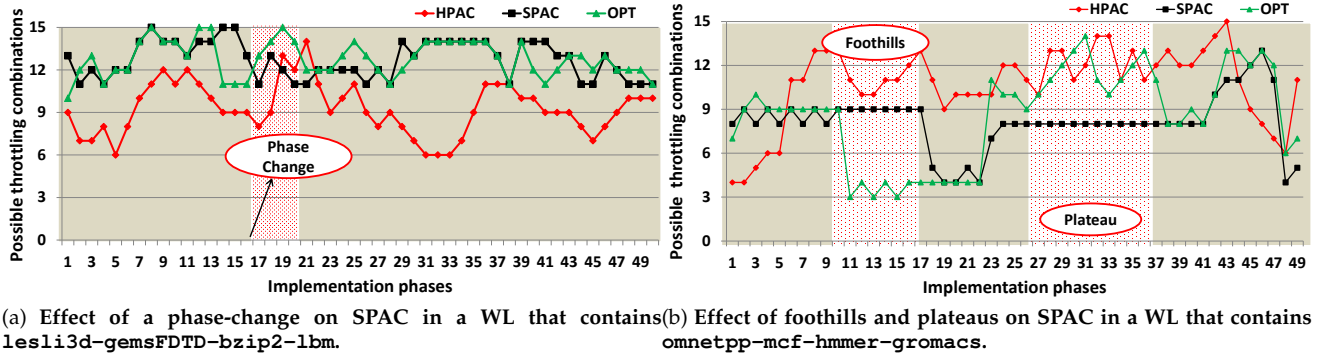 HPAC SPAC OPT
Possible throttling combinations
15
12
9
6
3
0
Phase
Change
1 3 5 7 9 11 13 15 17 19 21 23 25 27 29 31 33 35 37 39 41 43 45 47 49
Implementation phases
(a) Effect of a phase-change on SPAC in a WL that contains
lesli3d-gemsFDTD-bzip2-lbm.
HPAC SPAC OPT
Possible throttling combinations
15
12
9
6
3
0
Foothills
Plateau
1 3 5 7 9 11 13 15 17 19 21 23 25 27 29 31 33 35 37 39 41 43 45 47 49
Implementation phases
(b) Effect of foothills and plateaus on SPAC in a WL that contains
omnetpp-mcf-hmmer-gromacs.